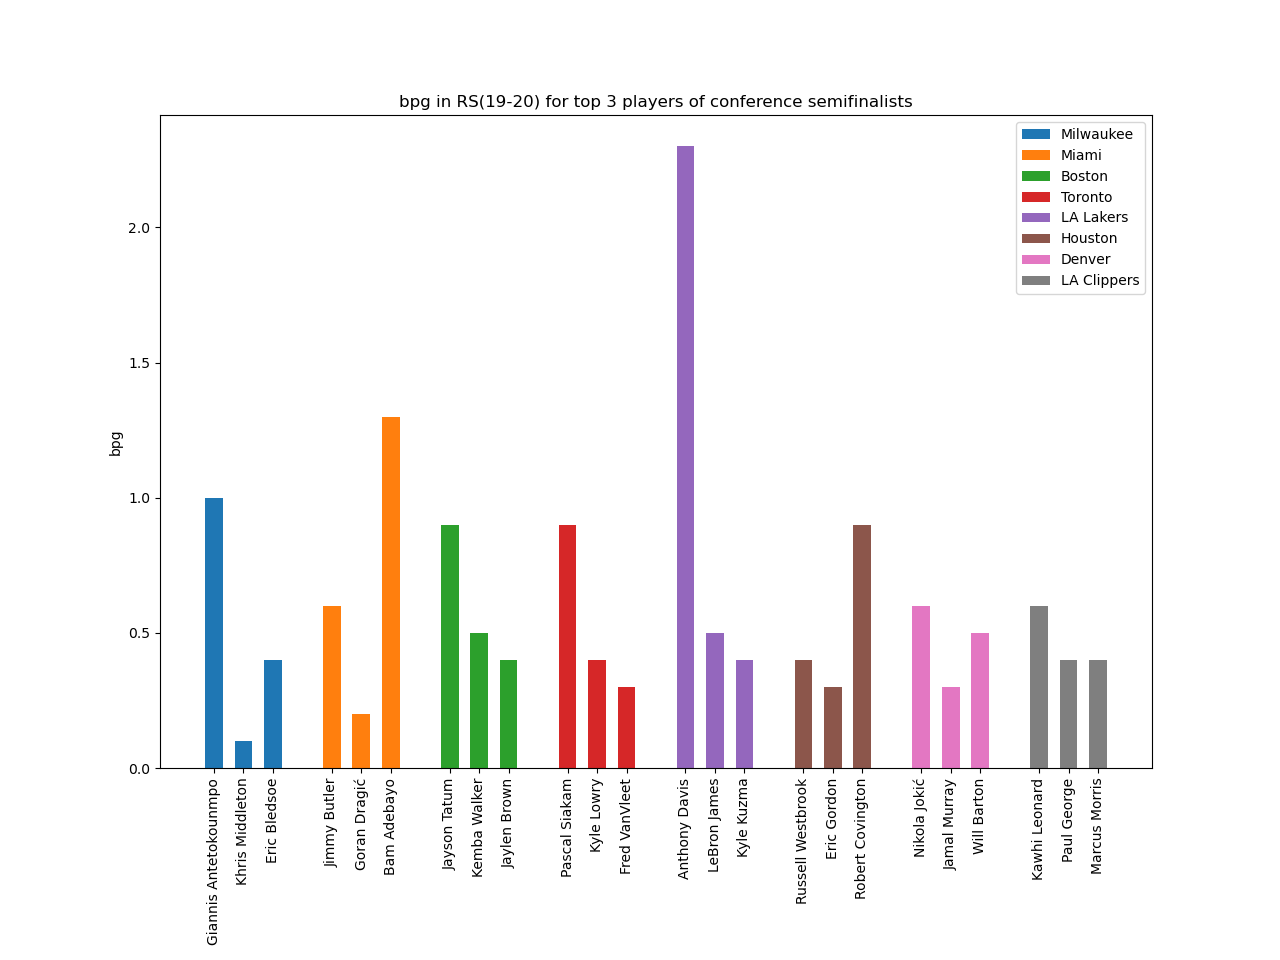 bpg in RS(19-20) for top 3 players of conference semifinalists
Milwaukee
Miami
Boston
Toronto
LA Lakers
Houston
Denver
LA Clippers
bpg
2.0
1.5
1.0
0.5
0.0
Giannis Antetokounmpo
Khris Middleton
Eric Bledsoe
Jimmy Butler
Goran Dragić
Bam Adebayo
Jayson Tatum
Kemba Walker
Jaylen Brown
Pascal Siakam
Kyle Lowry
Fred VanVleet
Anthony Davis
LeBron James
Kyle Kuzma
Russell Westbrook
Eric Gordon
Robert Covington
Nikola Jokić
Jamal Murray
Will Barton
Kawhi Leonard
Paul George
Marcus Morris